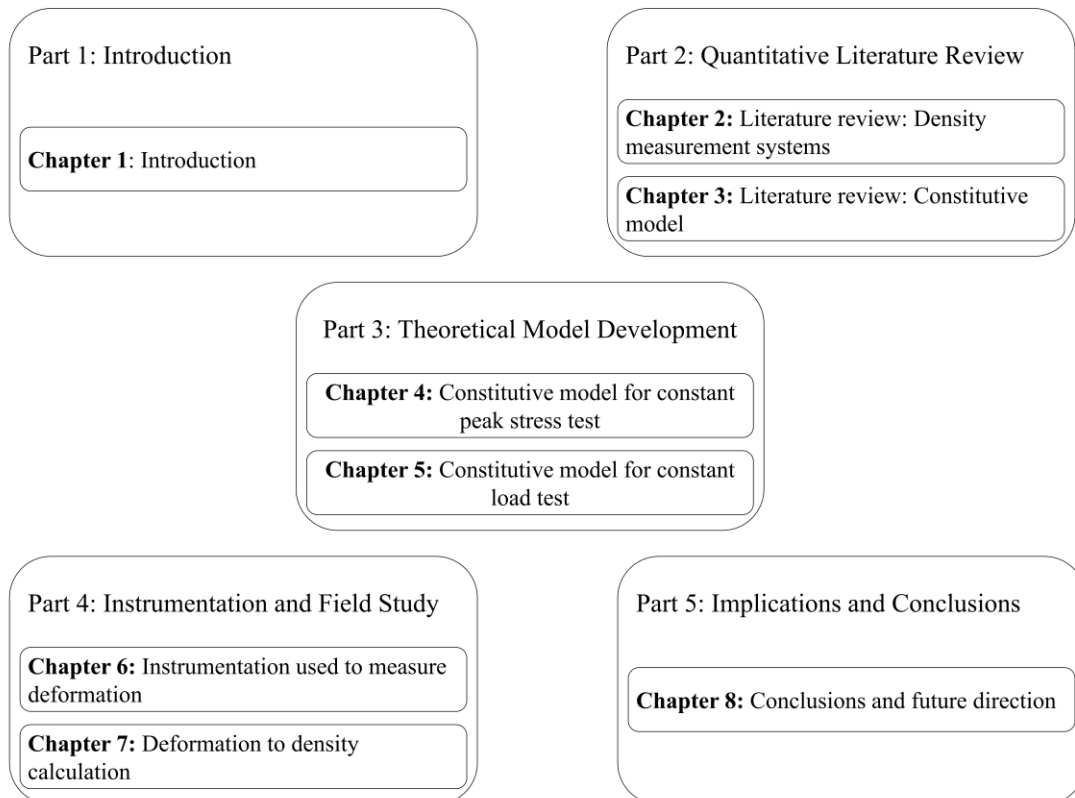 Part 1: Introduction
Chapter 1: Introduction
Part 2: Quantitative Literature Review
Chapter 2: Literature review: Density
measurement systems
Chapter 3: Literature review: Constitutive
model
Part 3: Theoretical Model Development
Chapter 4: Constitutive model for constant
peak stress test
Chapter 5: Constitutive model for constant
load test
Part 4: Instrumentation and Field Study
Chapter 6: Instrumentation used to measure
deformation
Chapter 7: Deformation to density
calculation
Part 5: Implications and Conclusions
Chapter 8: Conclusions and future direction